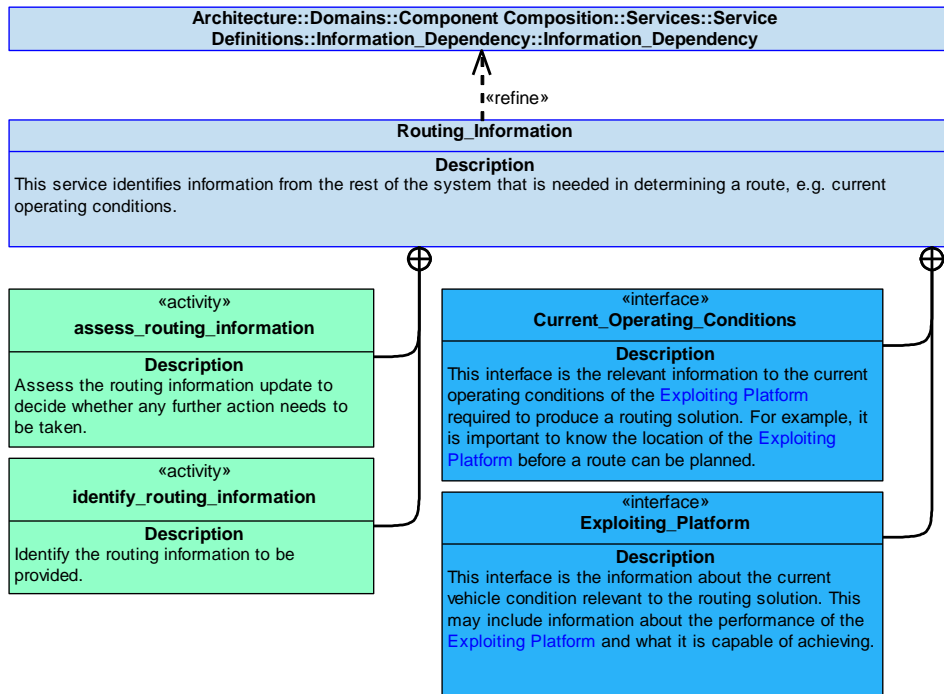 Architecture::Domains::Component Composition::Services::Service
Definitions::Information_Dependency::Information_Dependency
«refine»
Routing_Information
Description
This service identifies information from the rest of the system that is needed in determining a route, e.g. current
operating conditions.
«activity»
assess_routing_information
Description
Assess the routing information update to
decide whether any further action needs to
be taken.
«activity»
identify_routing_information
Description
Identify the routing information to be
provided.
«interface»
Current_Operating_Conditions
Description
This interface is the relevant information to the current
operating conditions of the Exploiting Platform
required to produce a routing solution. For example, it
is important to know the location of the Exploiting
Platform before a route can be planned.
«interface»
Exploiting_Platform
Description
This interface is the information about the current
vehicle condition relevant to the routing solution. This
may include information about the performance of the
Exploiting Platform and what it is capable of achieving.